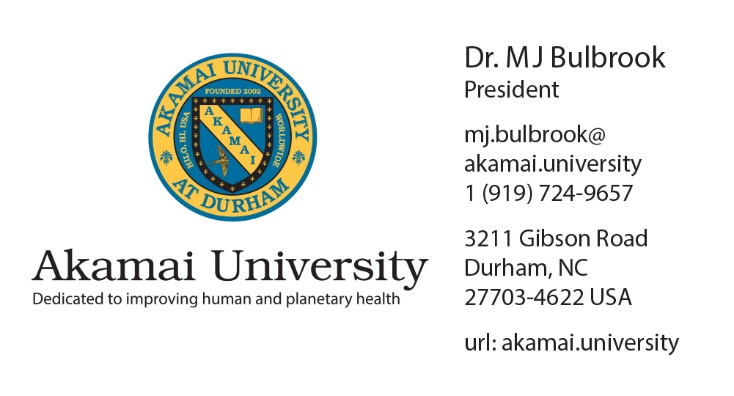 AKAMAI UNIVERSITY
FOUNDED 2002
HILO, HI, USA
AKAMAI
WORLDWIDE
AT DURHAM
Akamai University
Dedicated to improving human and planetary health
Dr. MJ Bulbrook
President
mj.bulbrook@
akamai.university
1 (919) 724-9657
3211 Gibson Road
Durham, NC
27703-4622 USA
url: akamai.university